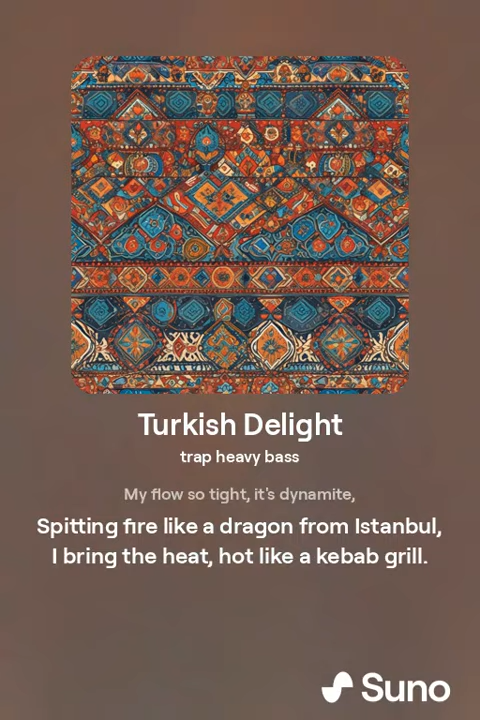 Turkish Delight
trap heavy bass
My flow so tight, it's dynamite,
Spitting fire like a dragon from Istanbul,
I bring the heat, hot like a kebab grill.
Suno